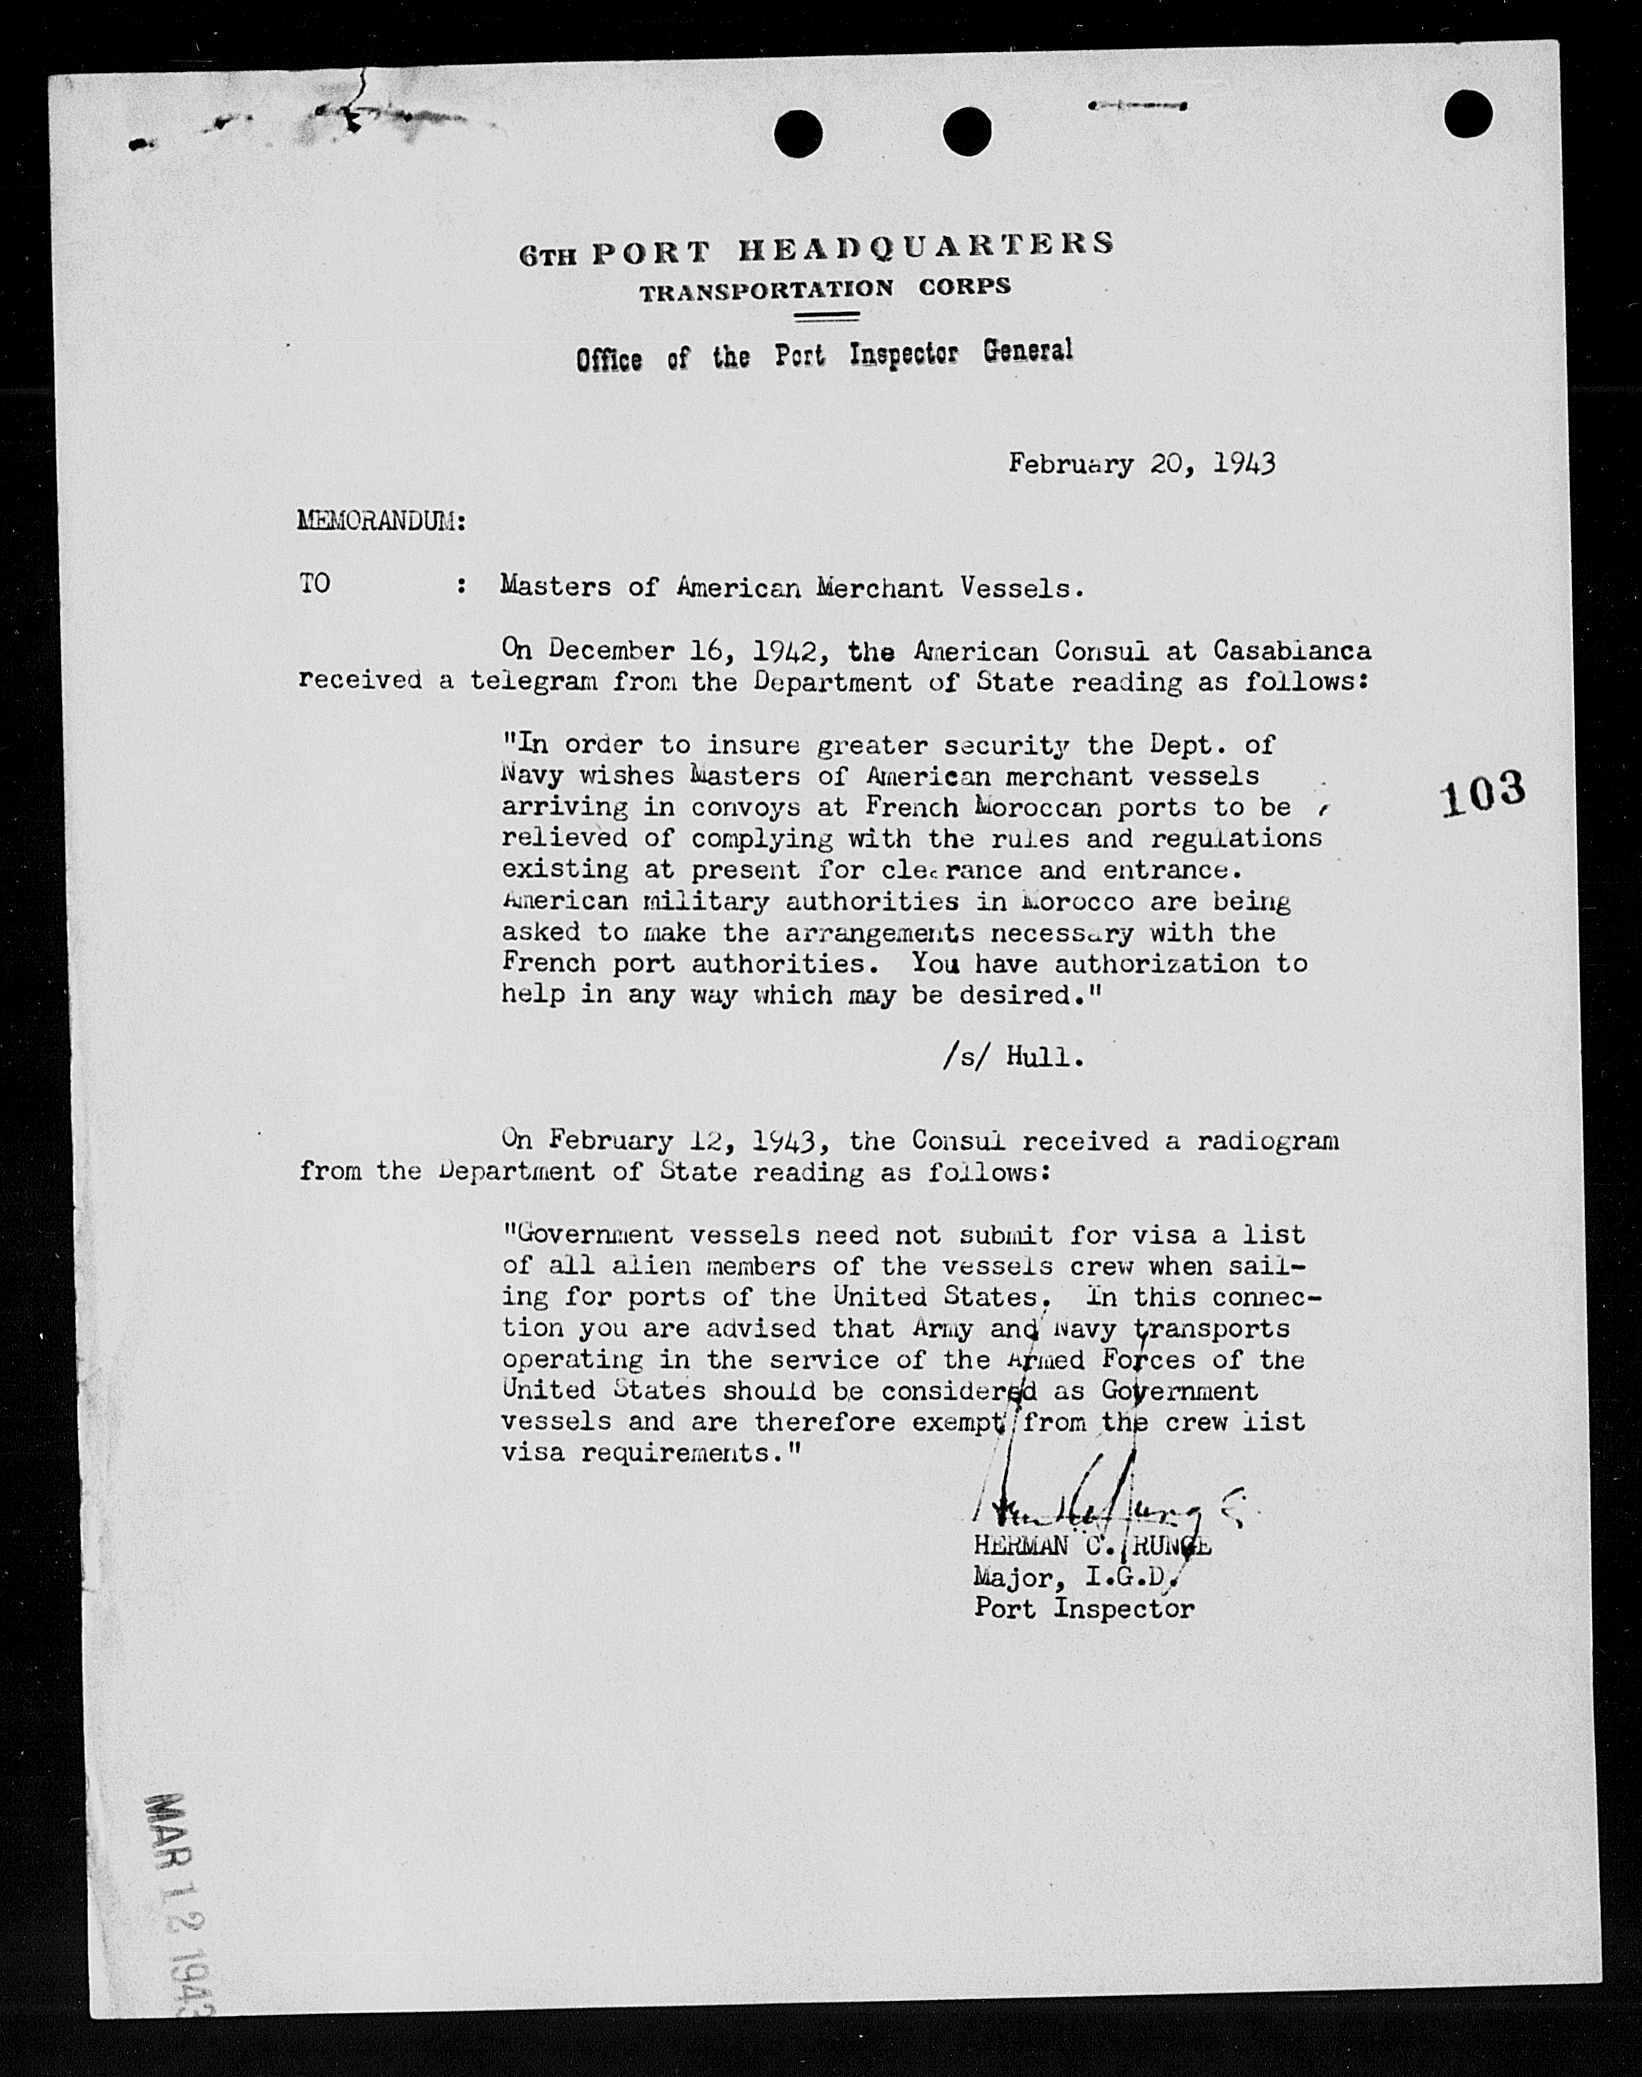 6TH PORT HEADQUARTERS
TRANSPORTATION CORPS
Office of the Port Inspector General
February 20, 1943
MEMORANDUM:
TO : Masters of American Merchant Vessels.
On December 16, 1942, the American Consul at Casablanca
received a telegram from the Department of State reading as follows:
"In order to insure greater security the Dept. of
Navy wishes Masters of American merchant vessels
arriving in convoys at French Moroccan ports to be
relieved of complying with the rules and regulations
existing at present for clearance and entrance.
American military authorities in Morocco are being
asked to make the arrangements necessary with the
French port authorities. You have authorization to
help in any way which may be desired."
103
/s/ Hull.
On February 12, 1943, the Consul received a radiogram
from the Department of State reading as follows:
"Government vessels need not submit for visa a list
of all alien members of the vessels crew when sail-
ing for ports of the United States. In this connec-
tion you are advised that Army and Navy transports
operating in the service of the Armed Forces of the
United States should be considered as Government
vessels and are therefore exempt from the crew list
visa requirements."
HERMAN C. RUNGE
Major, I.G.D.
Port Inspector
MAR 12 1943